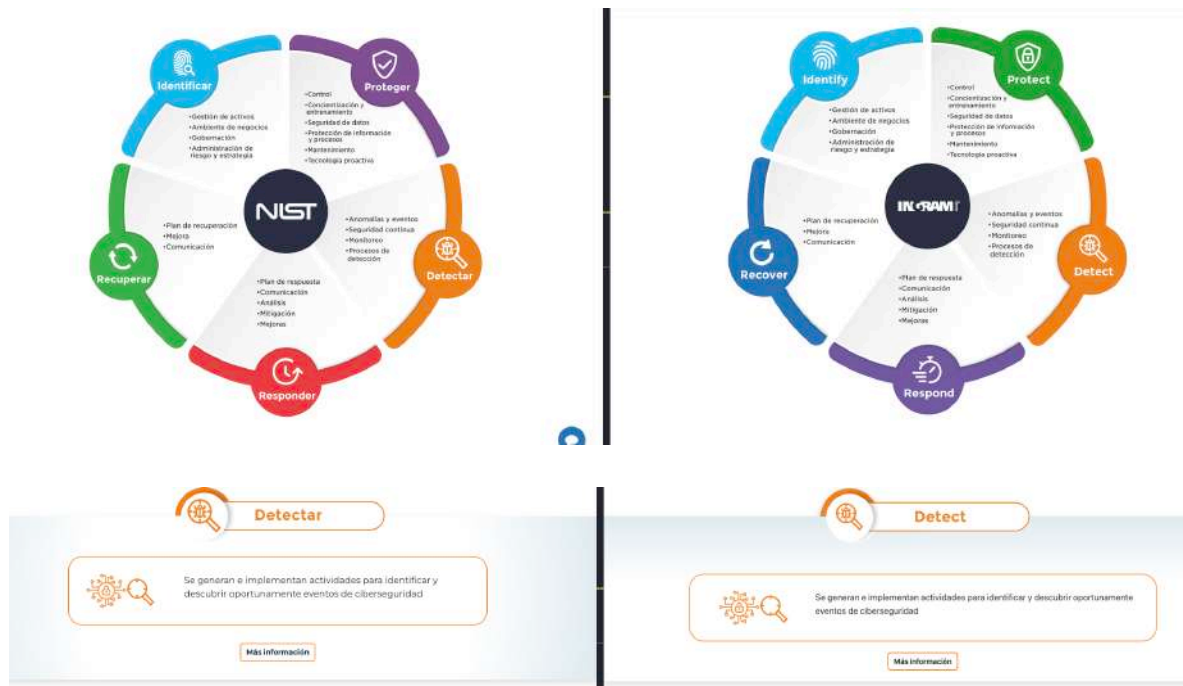 Identificar
Proteger
•Gestión de activos
•Ambiente de negocios
•Gobernación
•Administración de
riesgo y estrategia
•Control
•Concientización y
entrenamiento
•Seguridad de datos
•Protección de información
y procesos
•Mantenimiento
•Tecnología proactiva
NIST
•Plan de recuperación
•Mejora
•Comunicación
•Anomalías y eventos
•Seguridad continua
•Monitoreo
•Procesos de
detección
Recuperar
Detectar
•Plan de respuesta
•Comunicación
•Análisis
•Mitigación
•Mejoras
Responder
Identify
Protect
•Gestión de activos
•Ambiente de negocios
•Gobernación
•Administración de
riesgo y estrategia
•Control
•Concientización y
entrenamiento
•Seguridad de datos
•Protección de información
y procesos
•Mantenimiento
•Tecnología proactiva
•Plan de recuperación
•Mejora
•Comunicación
•Anomalías y eventos
•Seguridad continua
•Monitoreo
•Procesos de
detección
Recover
Detect
•Plan de respuesta
•Comunicación
•Análisis
•Mitigación
•Mejoras
Respond
Detectar
Se generan e implementan actividades para identificar y
descubrir oportunamente eventos de ciberseguridad
Más información
Detect
Se generan e implementan actividades para identificar y descubrir oportunamente
eventos de ciberseguridad
Más información